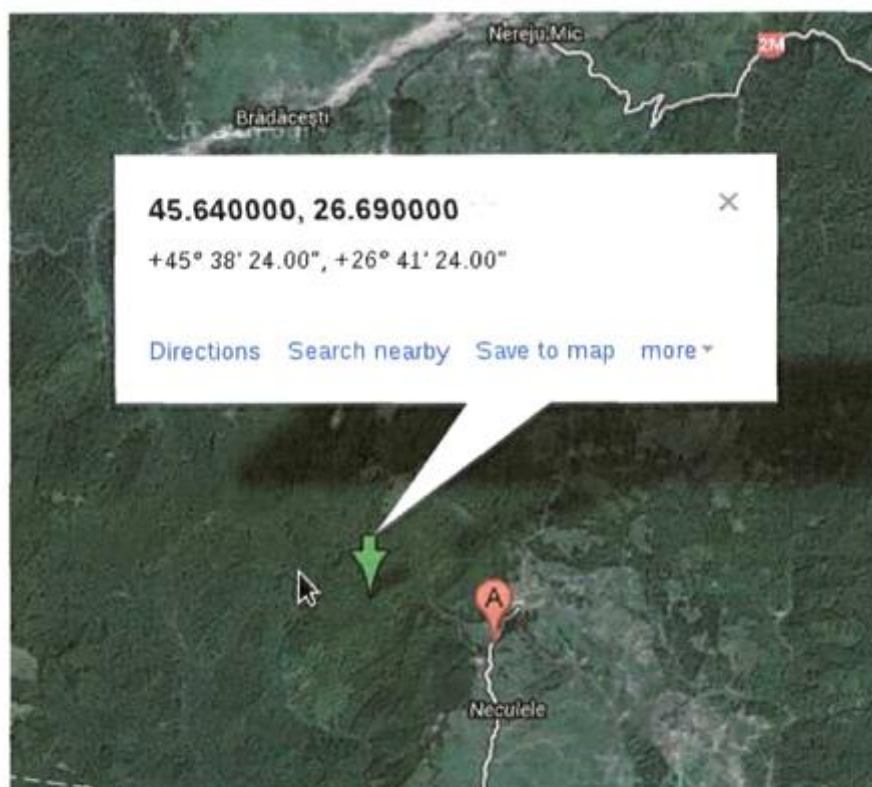 Nereju Mic
2M
Brădăcești
45.640000, 26.690000
+45° 38' 24.00", +26° 41' 24.00"
Directions Search nearby Save to map more
A
Neculele